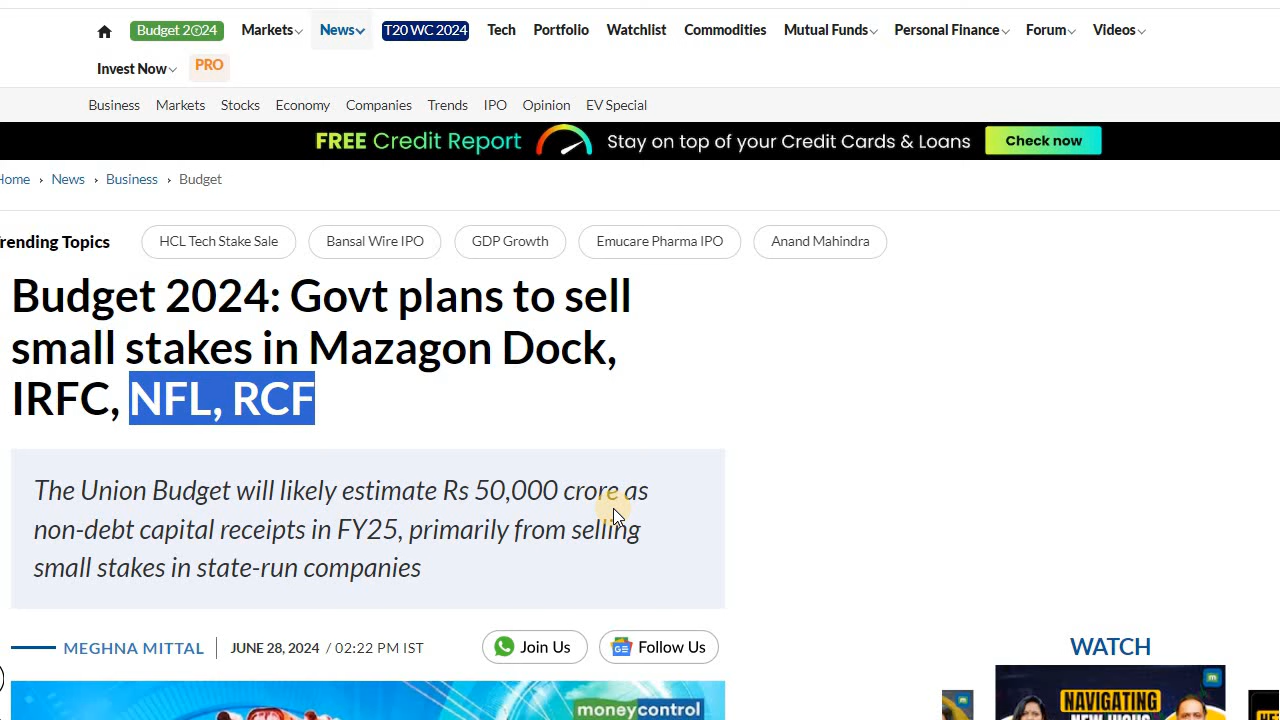 Budget 2024 Markets News T20 WC 2024 Tech Portfolio Watchlist Commodities Mutual Funds Personal Finance Forum Videos
Invest Now PRO
Business Markets Stocks Economy Companies Trends IPO Opinion EV Special
FREE Credit Report Stay on top of your Credit Cards & Loans Check now
Home › News › Business › Budget
Trending Topics HCL Tech Stake Sale Bansal Wire IPO GDP Growth Emucare Pharma IPO Anand Mahindra
Budget 2024: Govt plans to sell
small stakes in Mazagon Dock,
IRFC, NFL, RCF
The Union Budget will likely estimate Rs 50,000 crore as
non-debt capital receipts in FY25, primarily from selling
small stakes in state-run companies
MEGHNA MITTAL JUNE 28, 2024 / 02:22 PM IST Join Us Follow Us
WATCH
moneycontrol
NAVIGATING